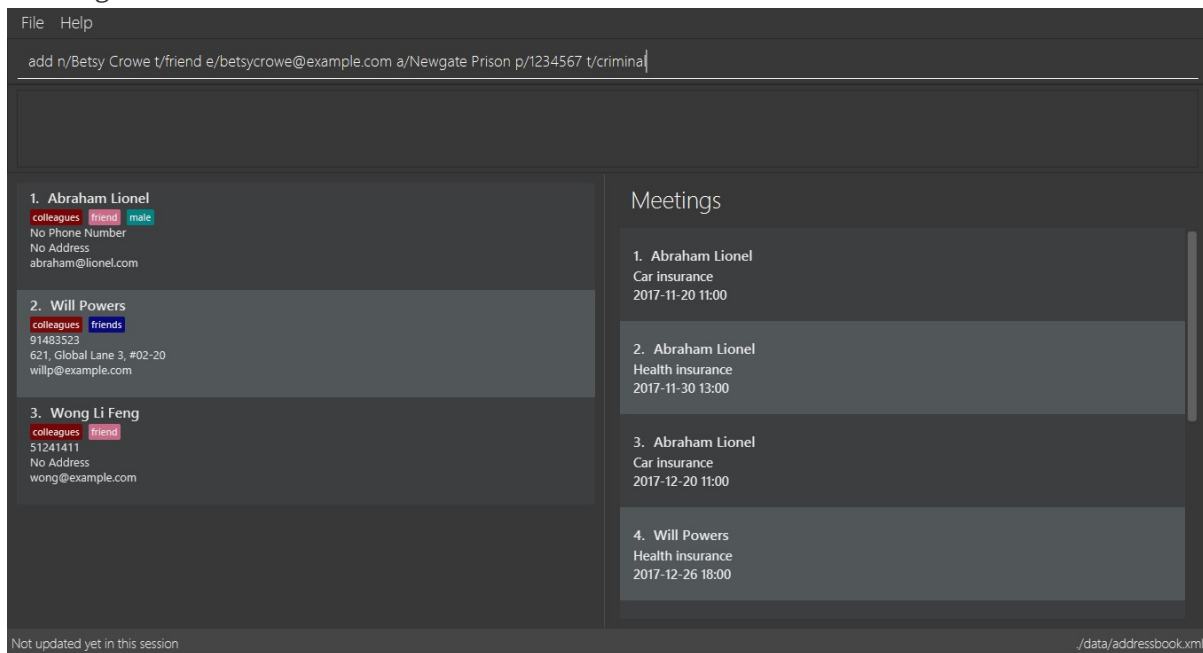 File Help
add n/Betsy Crowe t/friend e/betsycrowe@example.com a/Newgate Prison p/1234567 t/criminal
1. Abraham Lionel
colleagues friend male
No Phone Number
No Address
abraham@lionel.com
2. Will Powers
colleagues friends
91483523
621, Global Lane 3, #02-20
willp@example.com
3. Wong Li Feng
colleagues friend
51241411
No Address
wong@example.com
Meetings
1. Abraham Lionel
Car insurance
2017-11-20 11:00
2. Abraham Lionel
Health insurance
2017-11-30 13:00
3. Abraham Lionel
Car insurance
2017-12-20 11:00
4. Will Powers
Health insurance
2017-12-26 18:00
Not updated yet in this session
./data/addressbook.xml